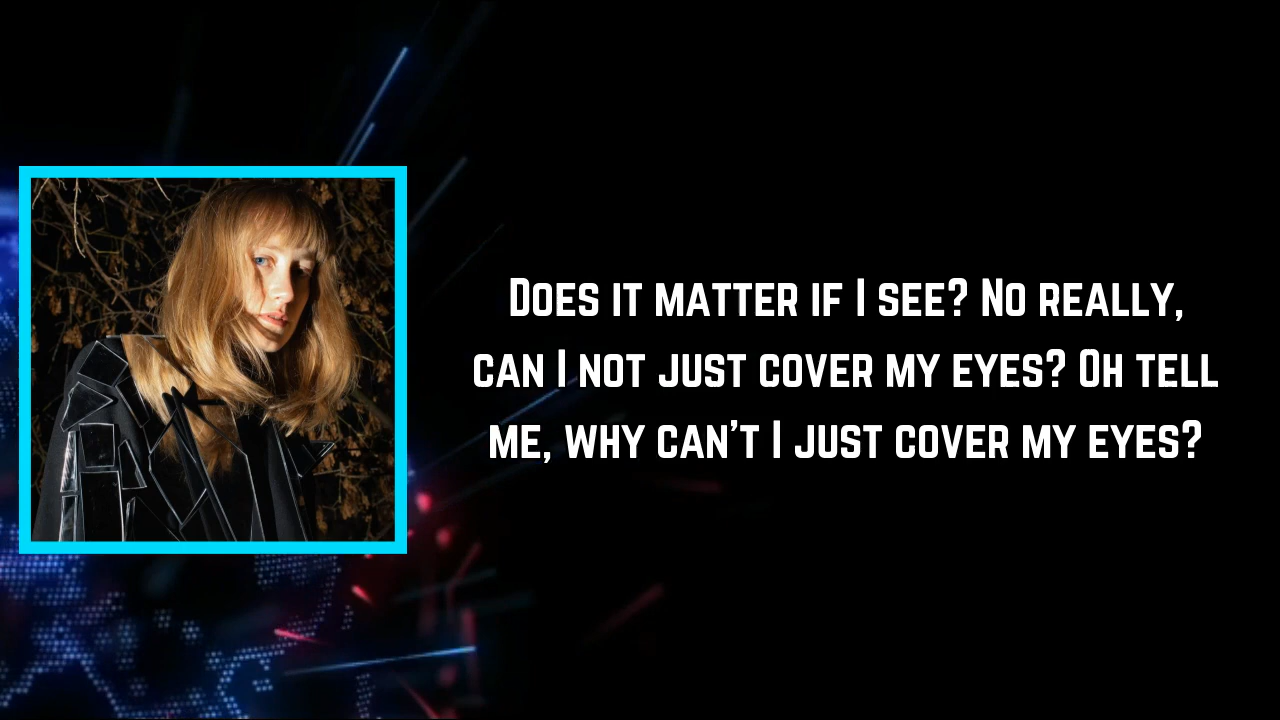 Does it matter if I see? No really,
can I not just cover my eyes? Oh tell
me, why can't I just cover my eyes?